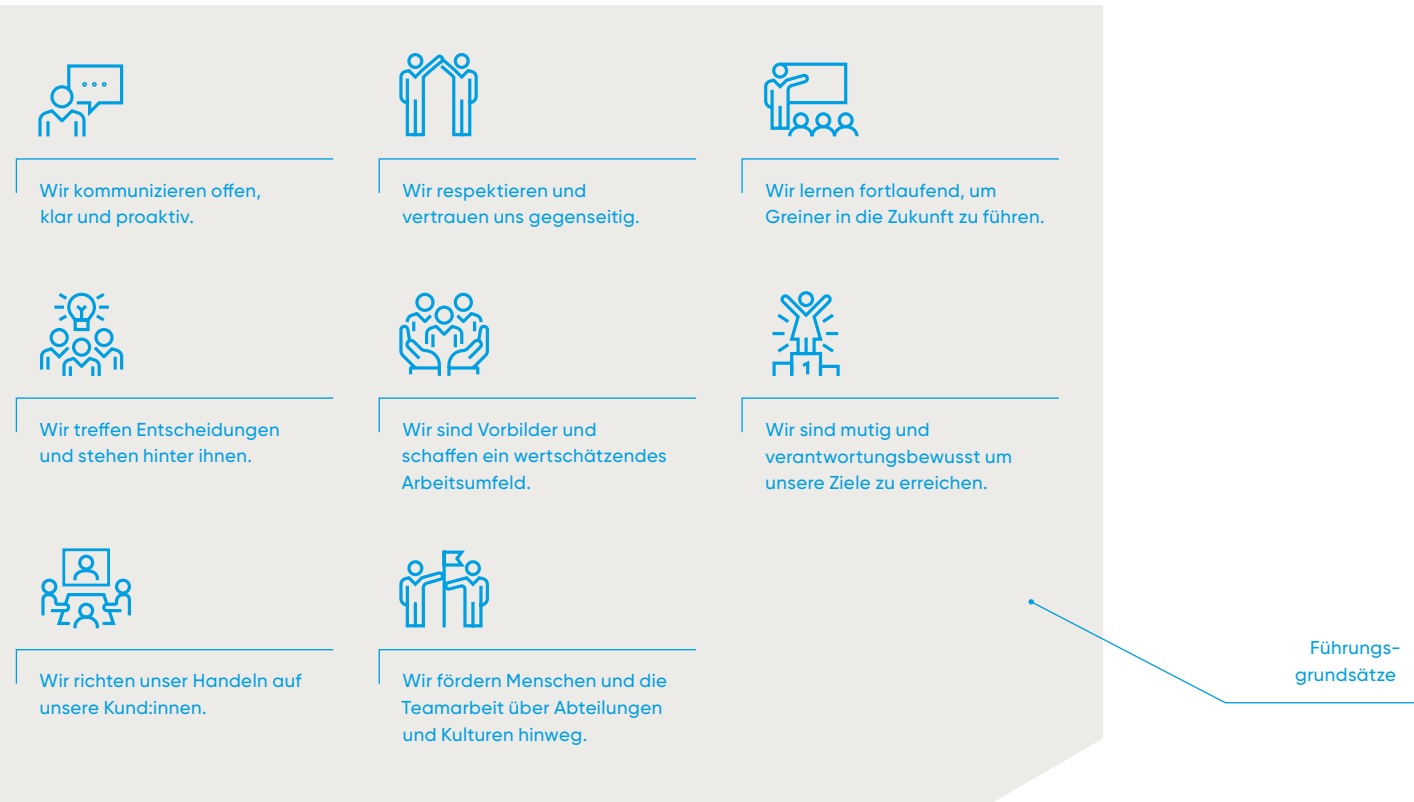 Wir kommunizieren offen,
klar und proaktiv.
Wir respektieren und
vertrauen uns gegenseitig.
Wir lernen fortlaufend, um
Greiner in die Zukunft zu führen.
Wir treffen Entscheidungen
und stehen hinter ihnen.
Wir sind Vorbilder und
schaffen ein wertschätzendes
Arbeitsumfeld.
1
Wir sind mutig und
verantwortungsbewusst um
unsere Ziele zu erreichen.
Wir richten unser Handeln auf
unsere Kund:innen.
Wir fördern Menschen und die
Teamarbeit über Abteilungen
und Kulturen hinweg.
Führungs-
grundsätze